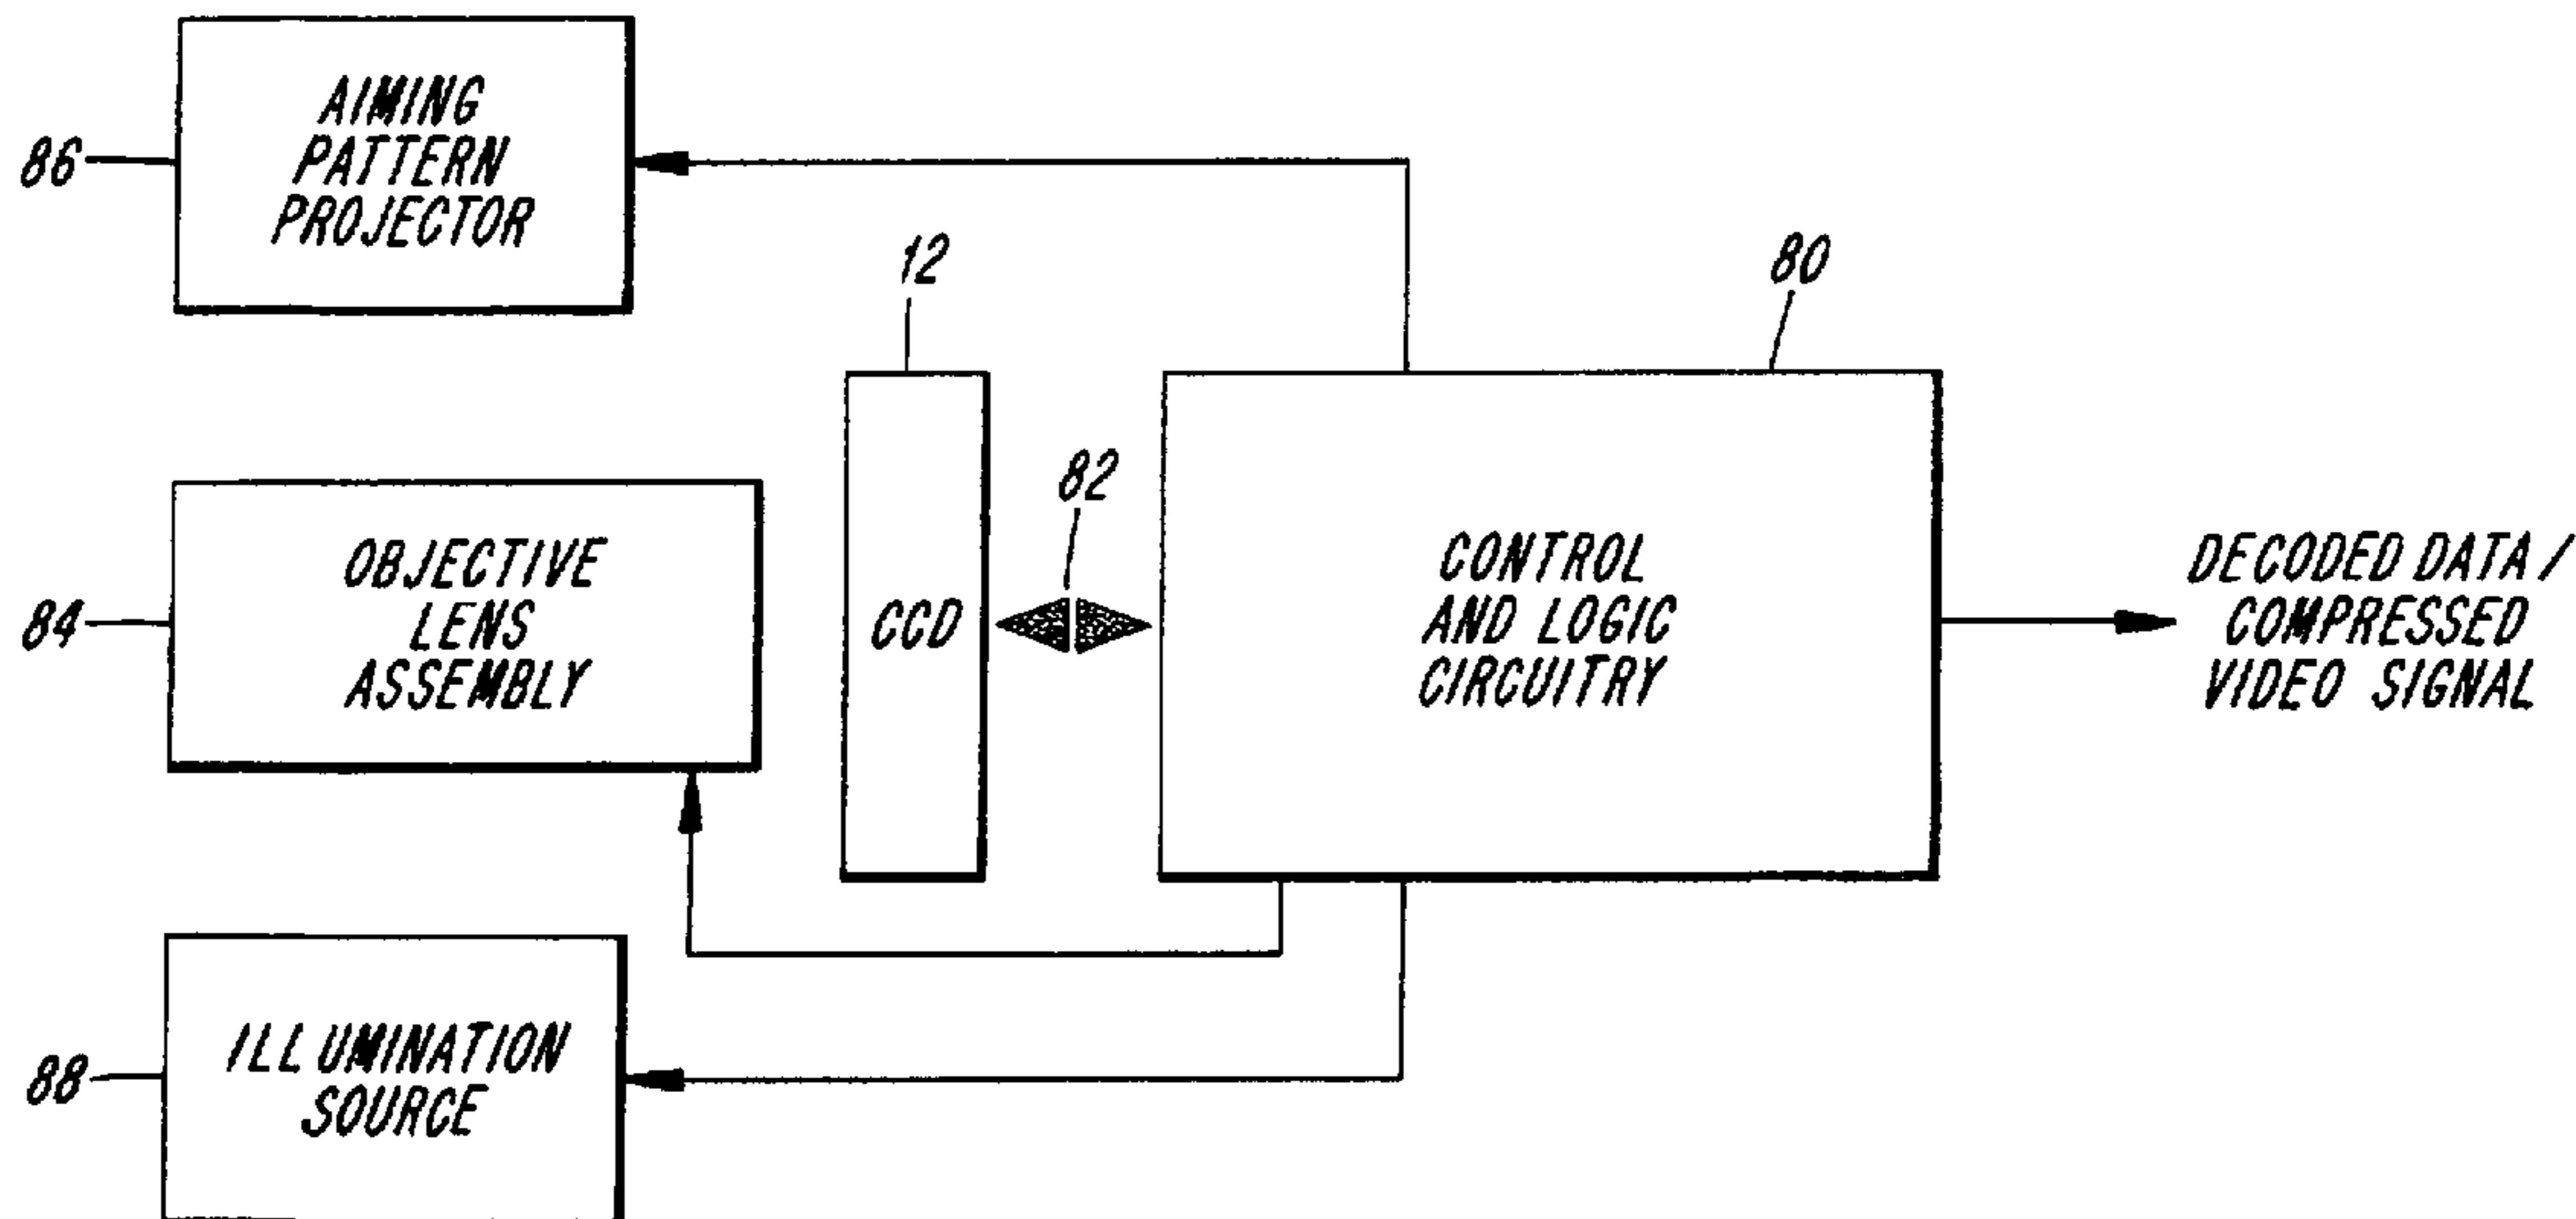 AIMING
PATTERN
PROJECTOR
86
12
80
82
OBJECTIVE
LENS
ASSEMBLY
84
CCD
CONTROL
AND LOGIC
CIRCUITRY
DECODED DATA/
COMPRESSED
VIDEO SIGNAL
ILLUMINATION
SOURCE
88